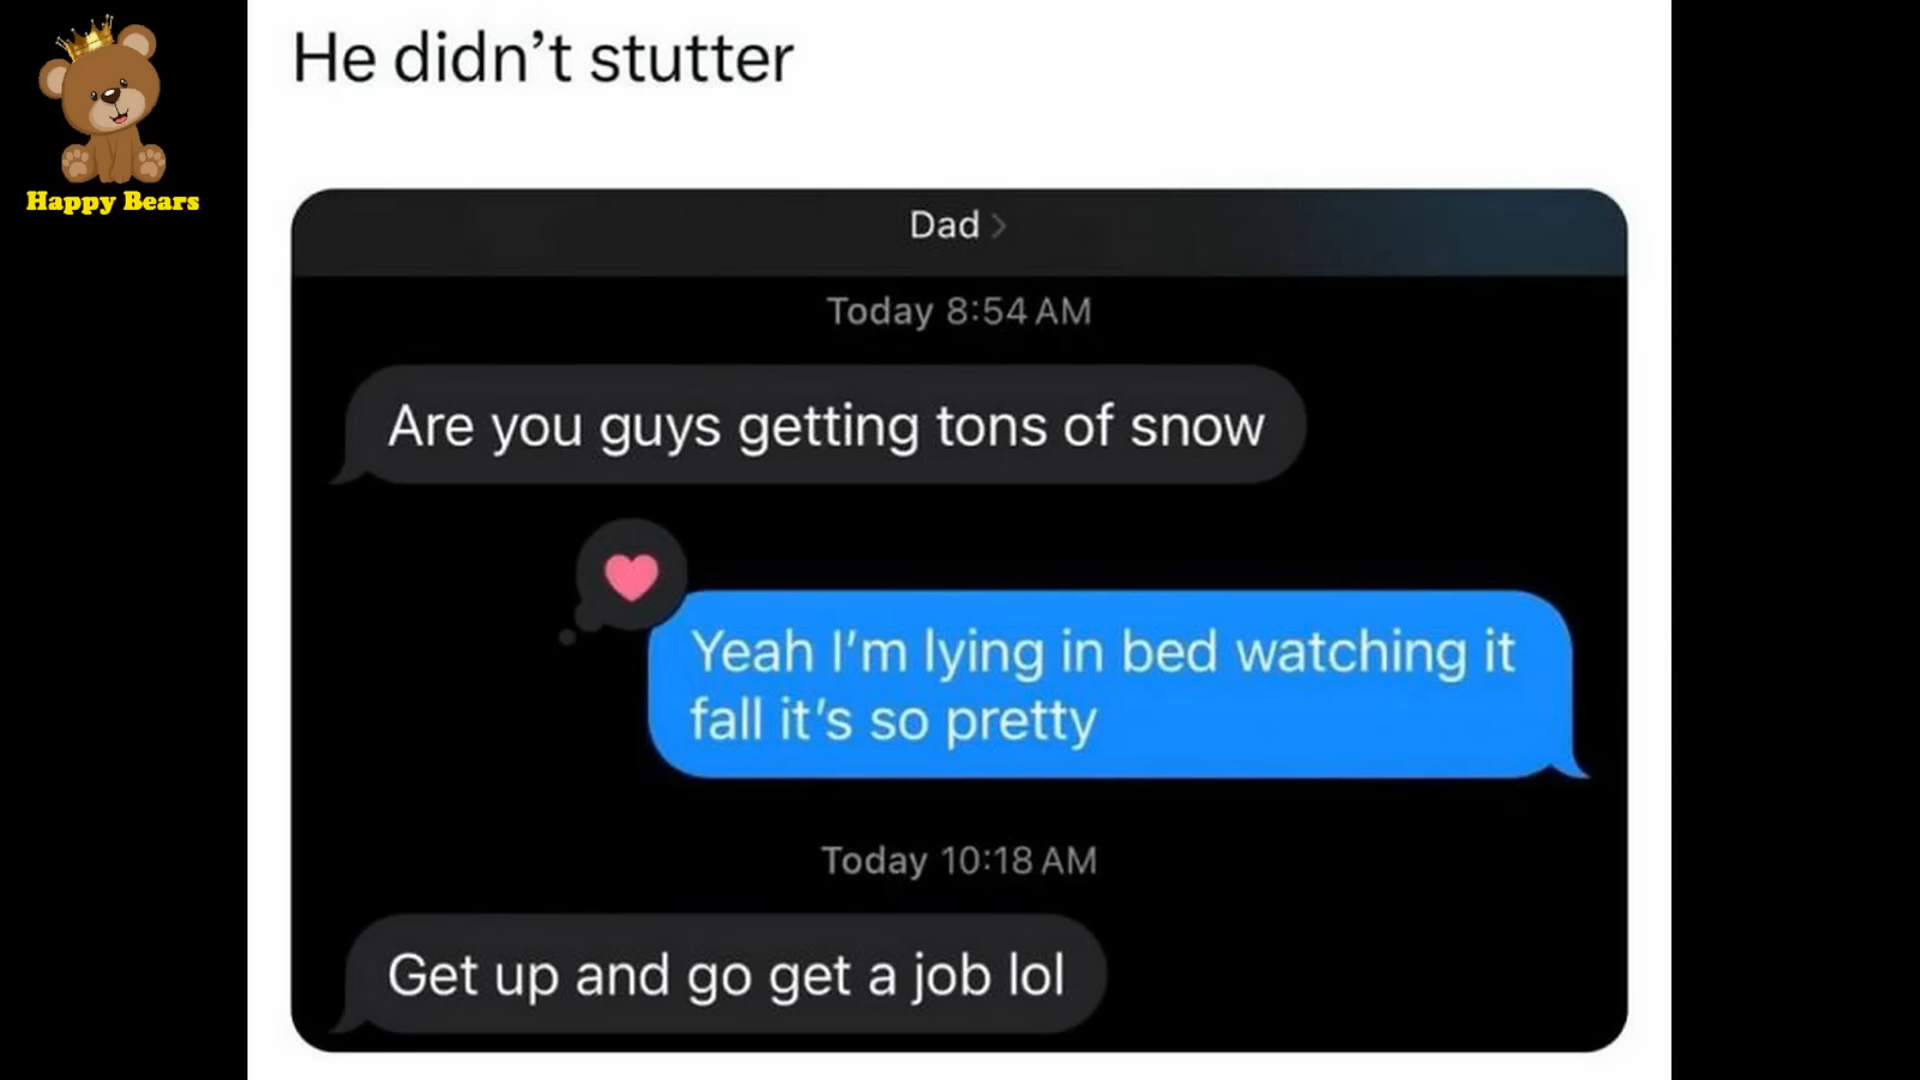 He didn’t stutter
Happy Bears
Dad >
Today 8:54 AM
Are you guys getting tons of snow
Yeah I’m lying in bed watching it
fall it’s so pretty
Today 10:18 AM
Get up and go get a job lol